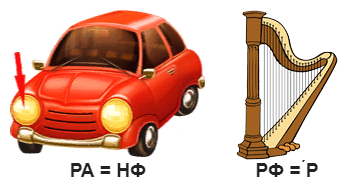 РА = НФ
РФ =´Р